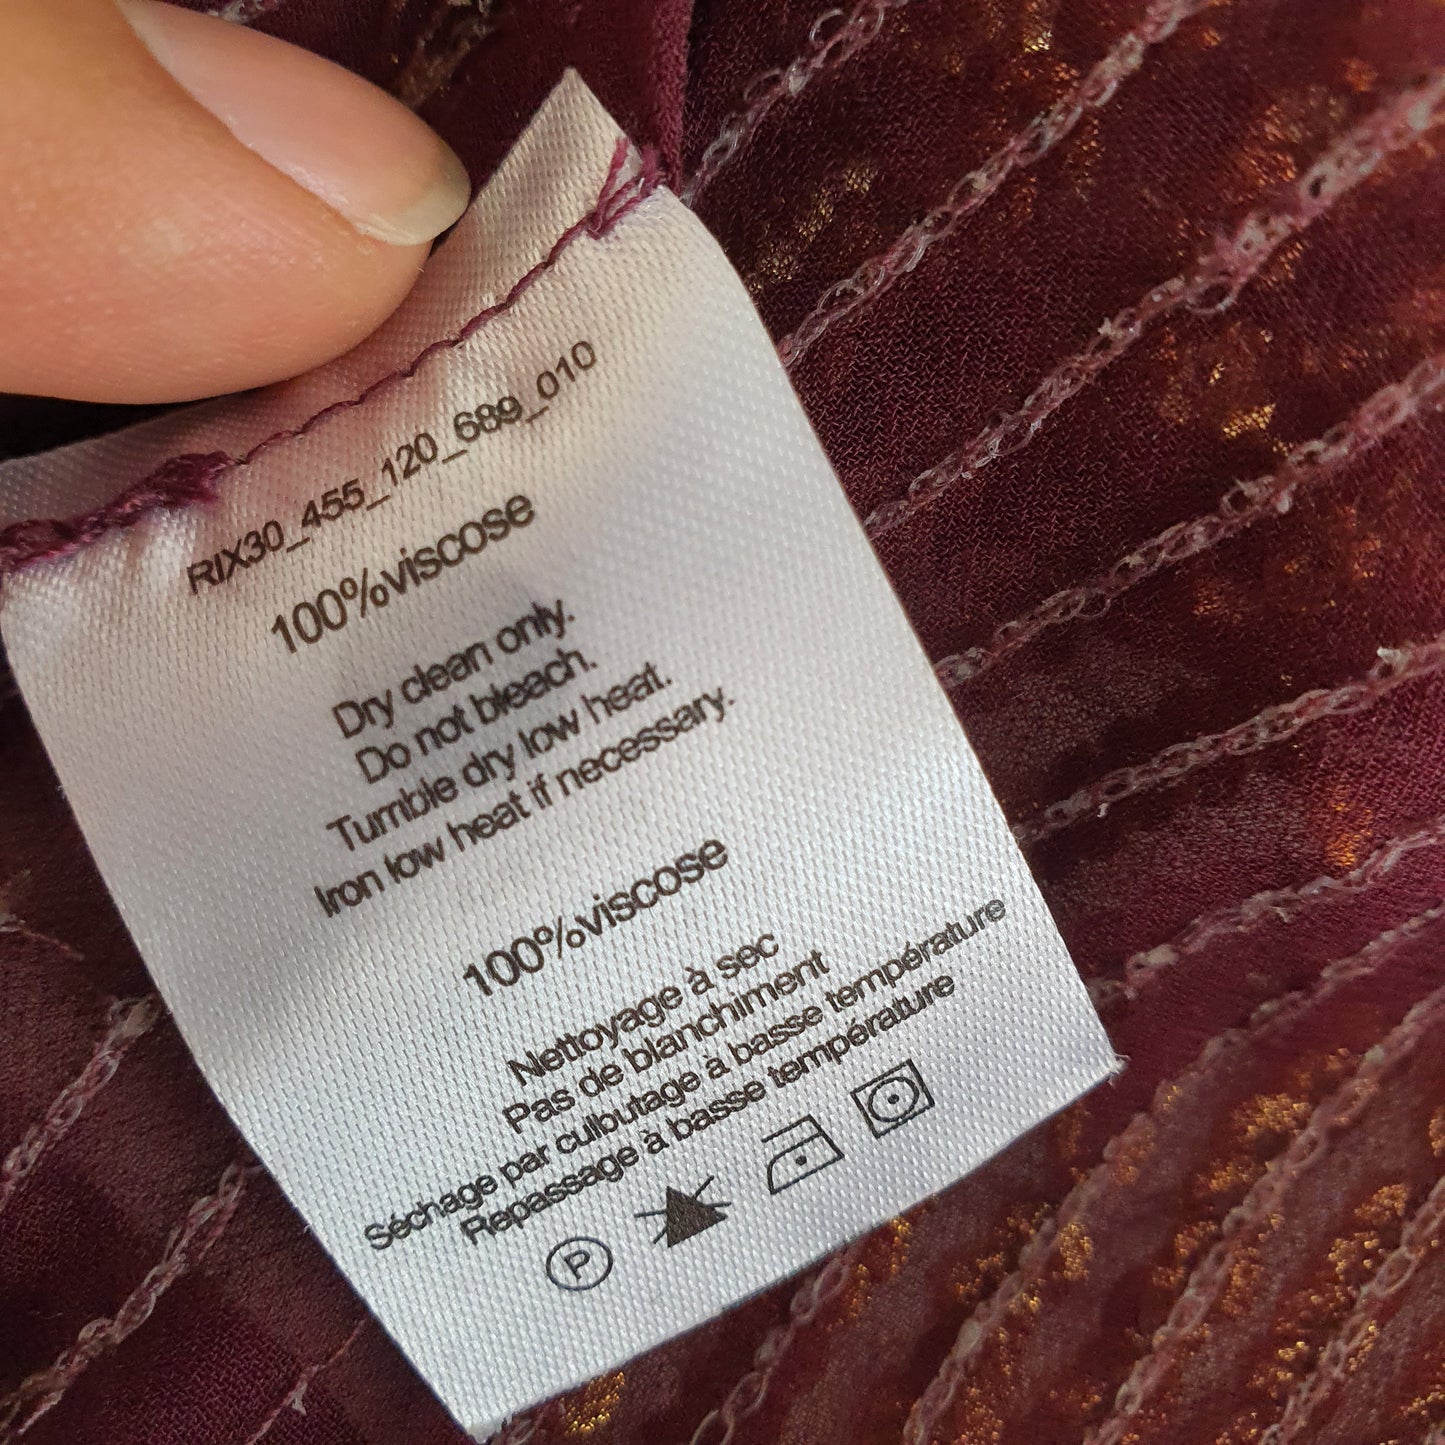 RIX30_455_120_689_010
100%viscose
Dry clean only.
Do not bleach.
Tumble dry low heat.
Iron low heat if necessary.
100%viscose
Nettoyage à sec
Pas de blanchiment
Séchage par culbutage à basse température
Repassage à basse température
P